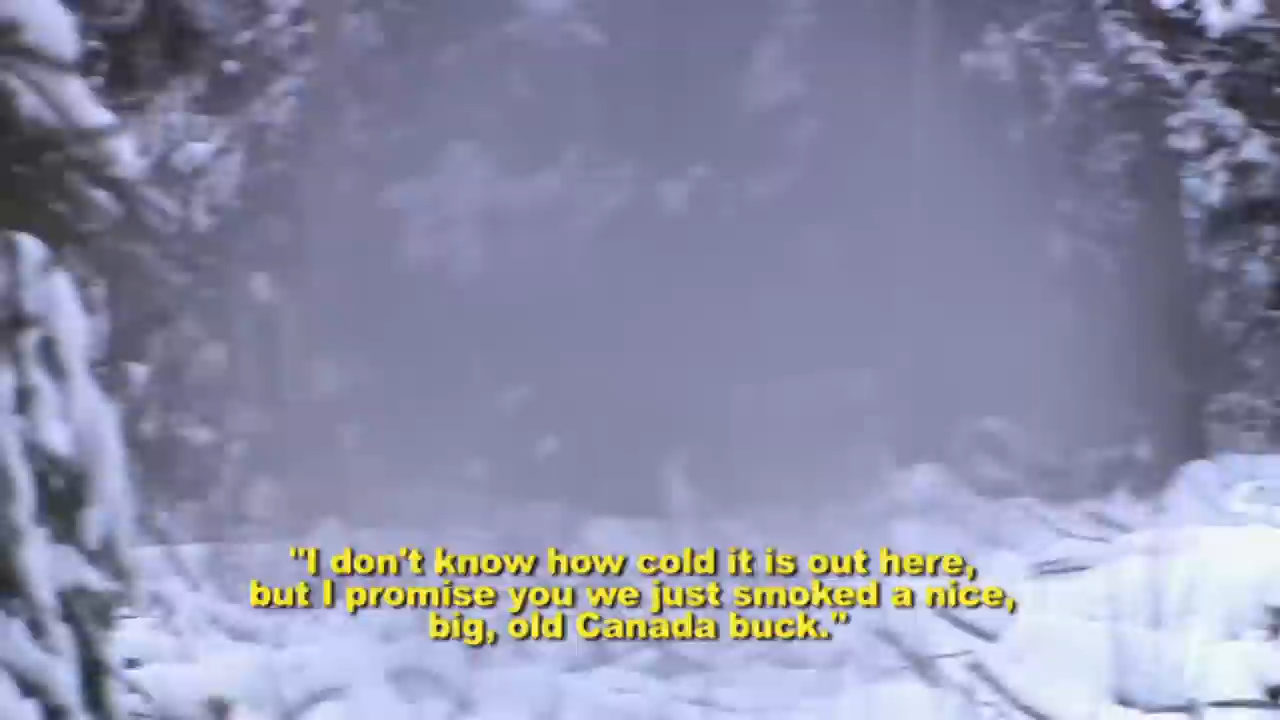 "I don't know how cold it is out here,
but I promise you we just smoked a nice,
big, old Canada buck."